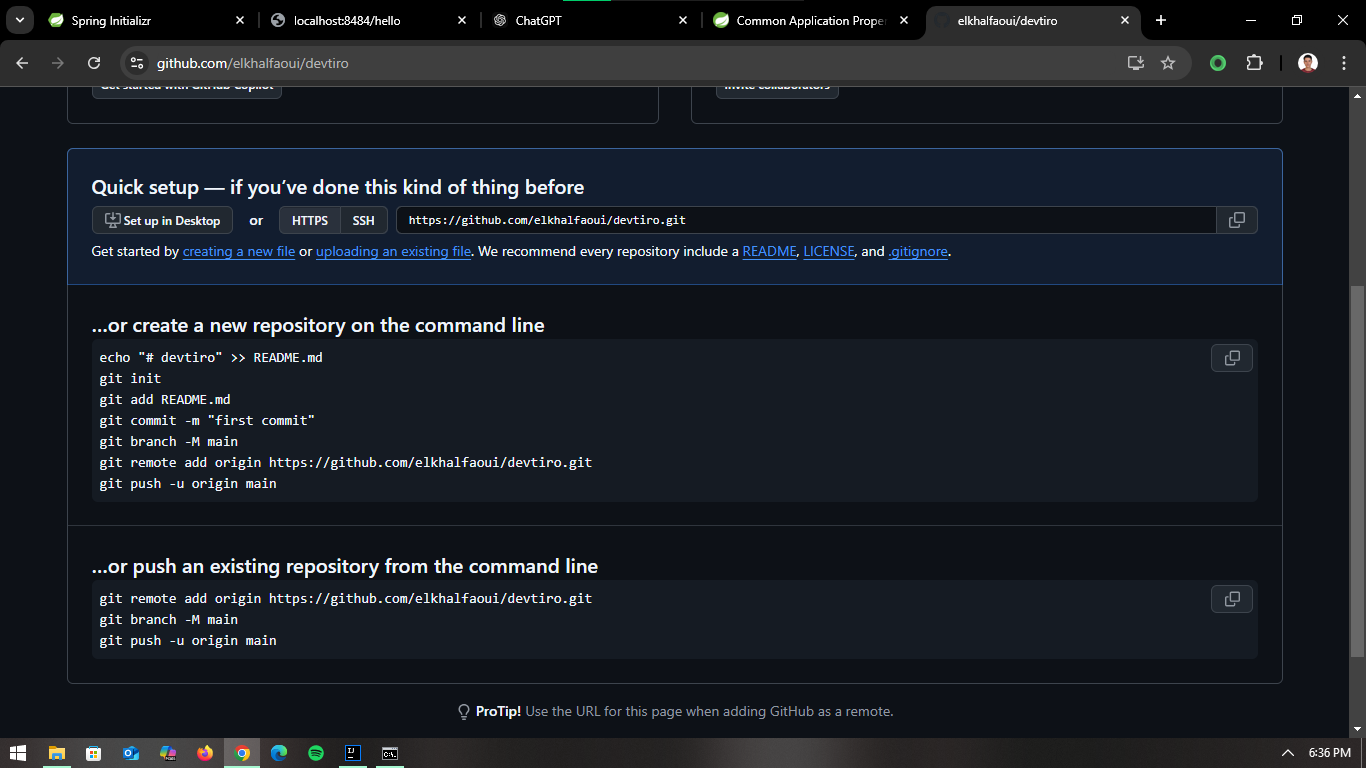 Spring Initializr
localhost:8484/hello
ChatGPT
Common Application Proper
elkhalfaoui/devtiro
github.com/elkhalfaoui/devtiro
Get started with GitHub Copilot
Invite collaborators
Quick setup — if you’ve done this kind of thing before
Set up in Desktop or HTTPS SSH https://github.com/elkhalfaoui/devtiro.git
Get started by creating a new file or uploading an existing file. We recommend every repository include a README, LICENSE, and .gitignore.
…or create a new repository on the command line
echo "# devtiro" >> README.md
git init
git add README.md
git commit -m "first commit"
git branch -M main
git remote add origin https://github.com/elkhalfaoui/devtiro.git
git push -u origin main
…or push an existing repository from the command line
git remote add origin https://github.com/elkhalfaoui/devtiro.git
git branch -M main
git push -u origin main
ProTip! Use the URL for this page when adding GitHub as a remote.
6:36 PM